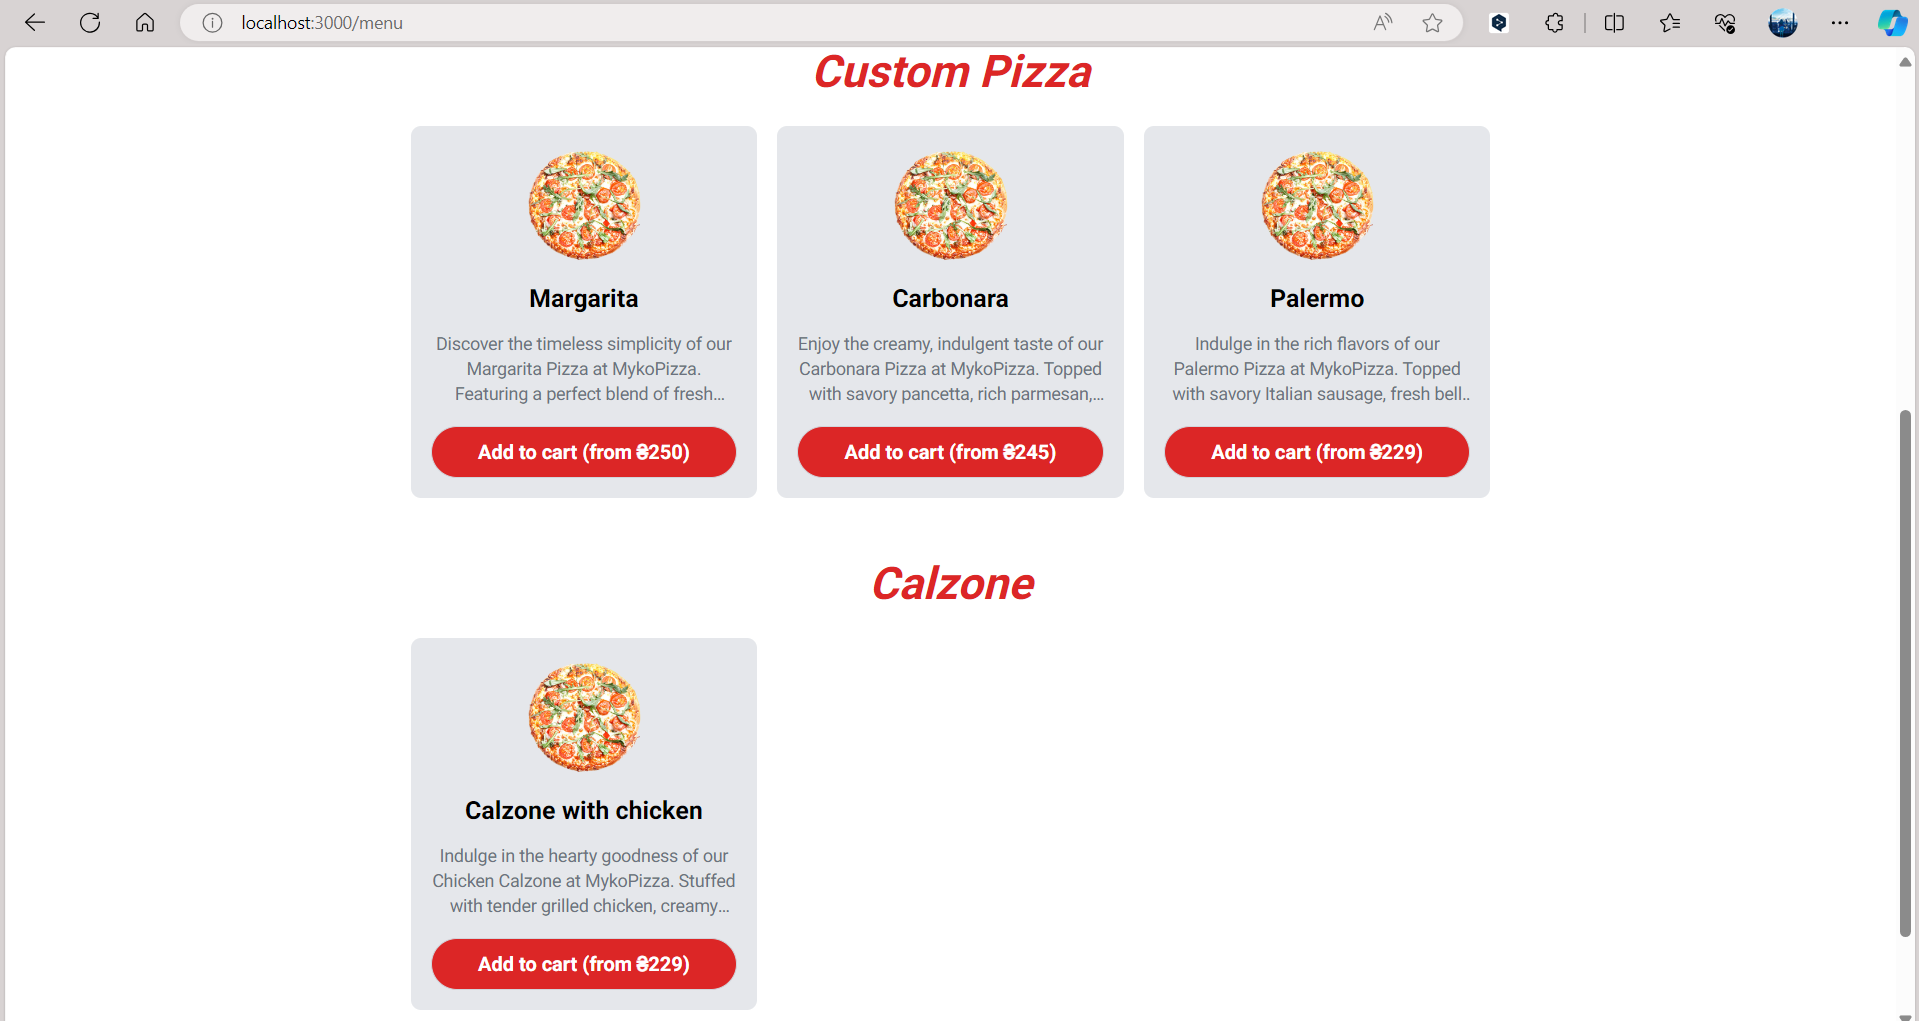 localhost:3000/menu
Custom Pizza
Margarita
Discover the timeless simplicity of our
Margarita Pizza at MykoPizza.
Featuring a perfect blend of fresh...
Add to cart (from ₴250)
Carbonara
Enjoy the creamy, indulgent taste of our
Carbonara Pizza at MykoPizza. Topped
with savory pancetta, rich parmesan,...
Add to cart (from ₴245)
Palermo
Indulge in the rich flavors of our
Palermo Pizza at MykoPizza. Topped
with savory Italian sausage, fresh bell..
Add to cart (from ₴229)
Calzone
Calzone with chicken
Indulge in the hearty goodness of our
Chicken Calzone at MykoPizza. Stuffed
with tender grilled chicken, creamy...
Add to cart (from ₴229)